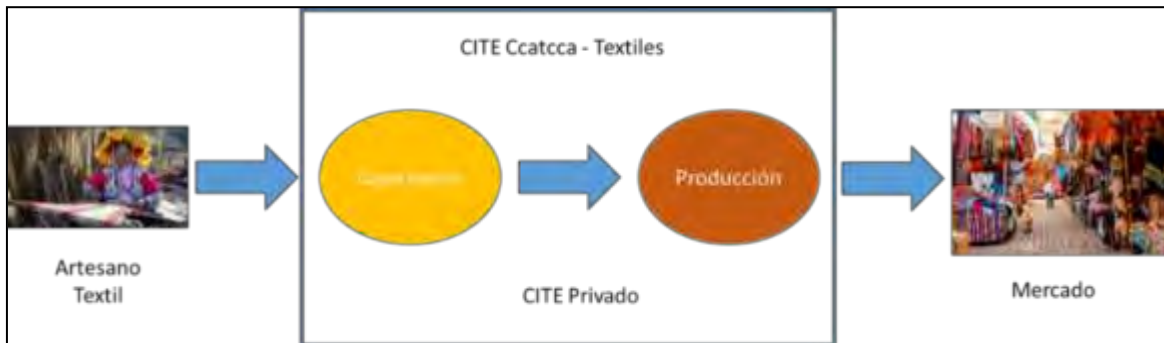 CITE Ccatcca - Textiles
Producción
Artesano
Textil
CITE Privado
Mercado